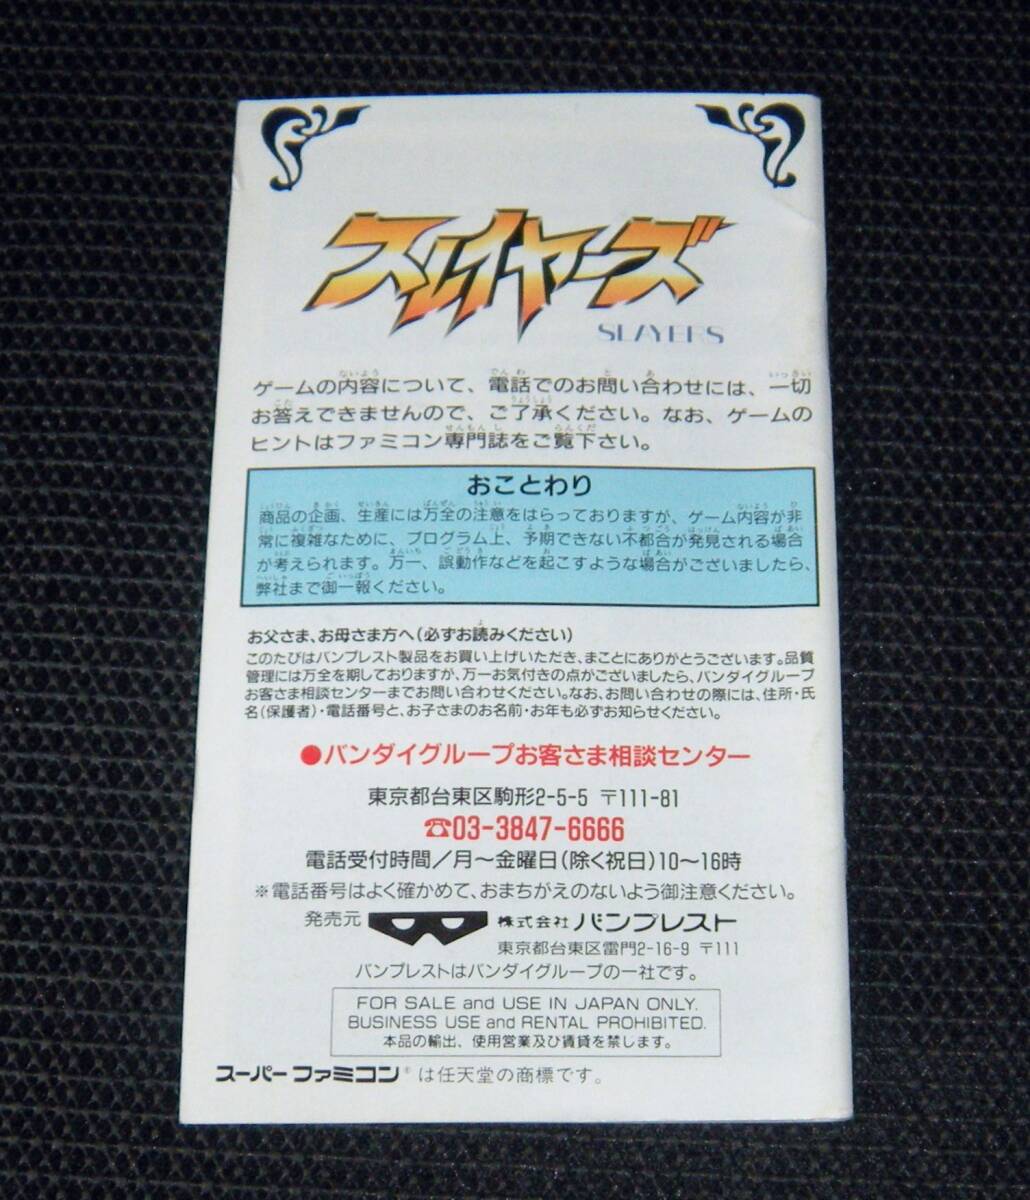 スレイヤーズ
SLAYERS
ゲームの内容について、電話でのお問い合わせには、一切
お答えできませんので、ご了承ください。なお、ゲームの
ヒントはファミコン専門誌をご覧下さい。
おことわり
商品の企画、生産には万全の注意をはらっておりますが、ゲーム内容が非
常に複雑なために、プログラム上、予期できない不都合が発見される場合
が考えられます。万一、誤動作などを起こすような場合がございましたら、
弊社まで御一報ください。
お父さま、お母さま方へ(必ずお読みください)
このたびはバンプレスト製品をお買い上げいただき、まことにありがとうございます。品質
管理には万全を期しておりますが、万一お気付きの点がございましたら、バンダイグループ
お客さま相談センターまでお問い合わせください。なお、お問い合わせの際には、住所・氏
名(保護者)・電話番号と、お子さまのお名前・お年も必ずお知らせください。
●バンダイグループお客さま相談センター
東京都台東区駒形2-5-5 〒111-81
☎03-3847-6666
電話受付時間/月~金曜日(除く祝日)10~16時
※電話番号はよく確かめて、おまちがえのないよう御注意ください。
発売元 株式会社 バンプレスト
東京都台東区雷門2-16-9 〒111
バンプレストはバンダイグループの一社です。
FOR SALE and USE IN JAPAN ONLY.
BUSINESS USE and RENTAL PROHIBITED.
本品の輸出、使用営業及び賃貸を禁じます。
スーパーファミコン® は任天堂の商標です。